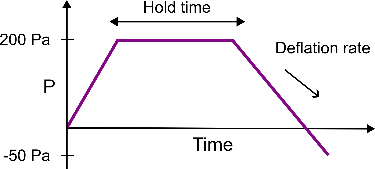 Hold time
200 Pa
Deflation rate
P
Time
-50 Pa